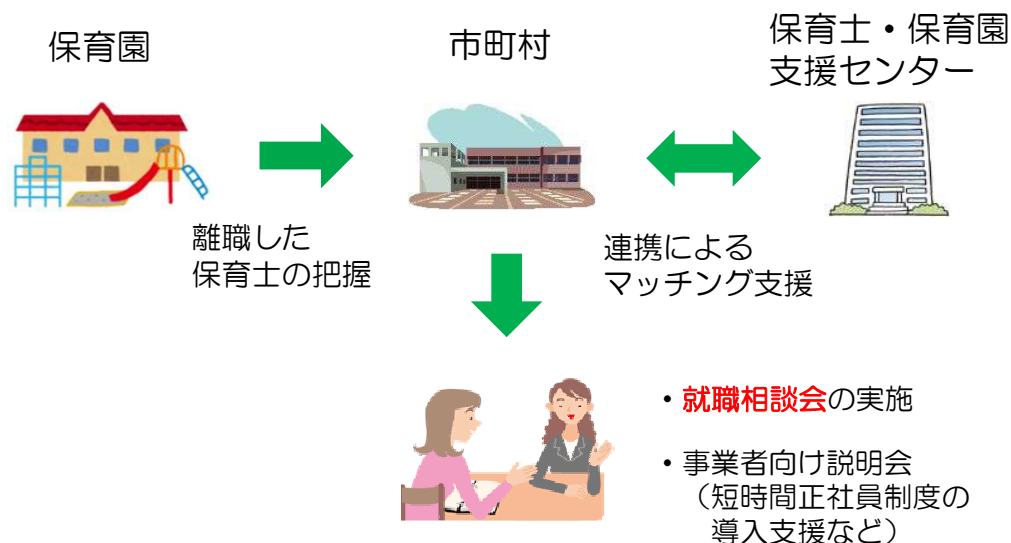 保育園
市町村
保育士・保育園
支援センター
離職した
保育士の把握
連携による
マッチング支援
・就職相談会の実施
・事業者向け説明会
（短時間正社員制度の
導入支援など）